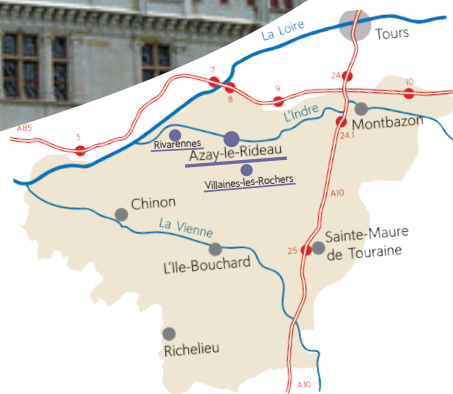 La Loire
Tours
7
24
8
9
10
A85
5
L'Indre
Montbazon
24.1
Rivarennes
Azay-le-Rideau
Villaines-les-Rochers
A10
Chinon
La Vienne
Sainte-Maure
de Touraine
25
L'Ile-Bouchard
Richelieu
A10